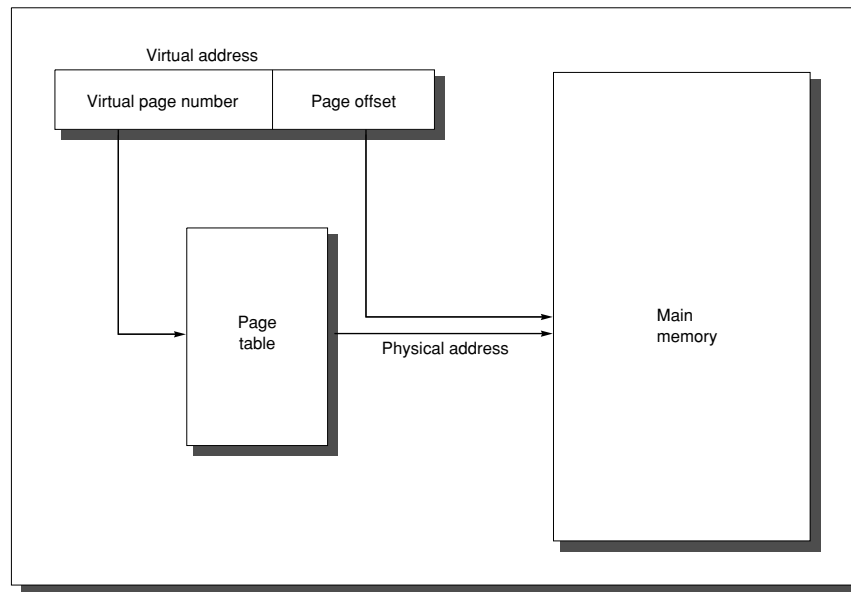 Virtual address
Virtual page number
Page offset
Page
table
Physical address
Main
memory